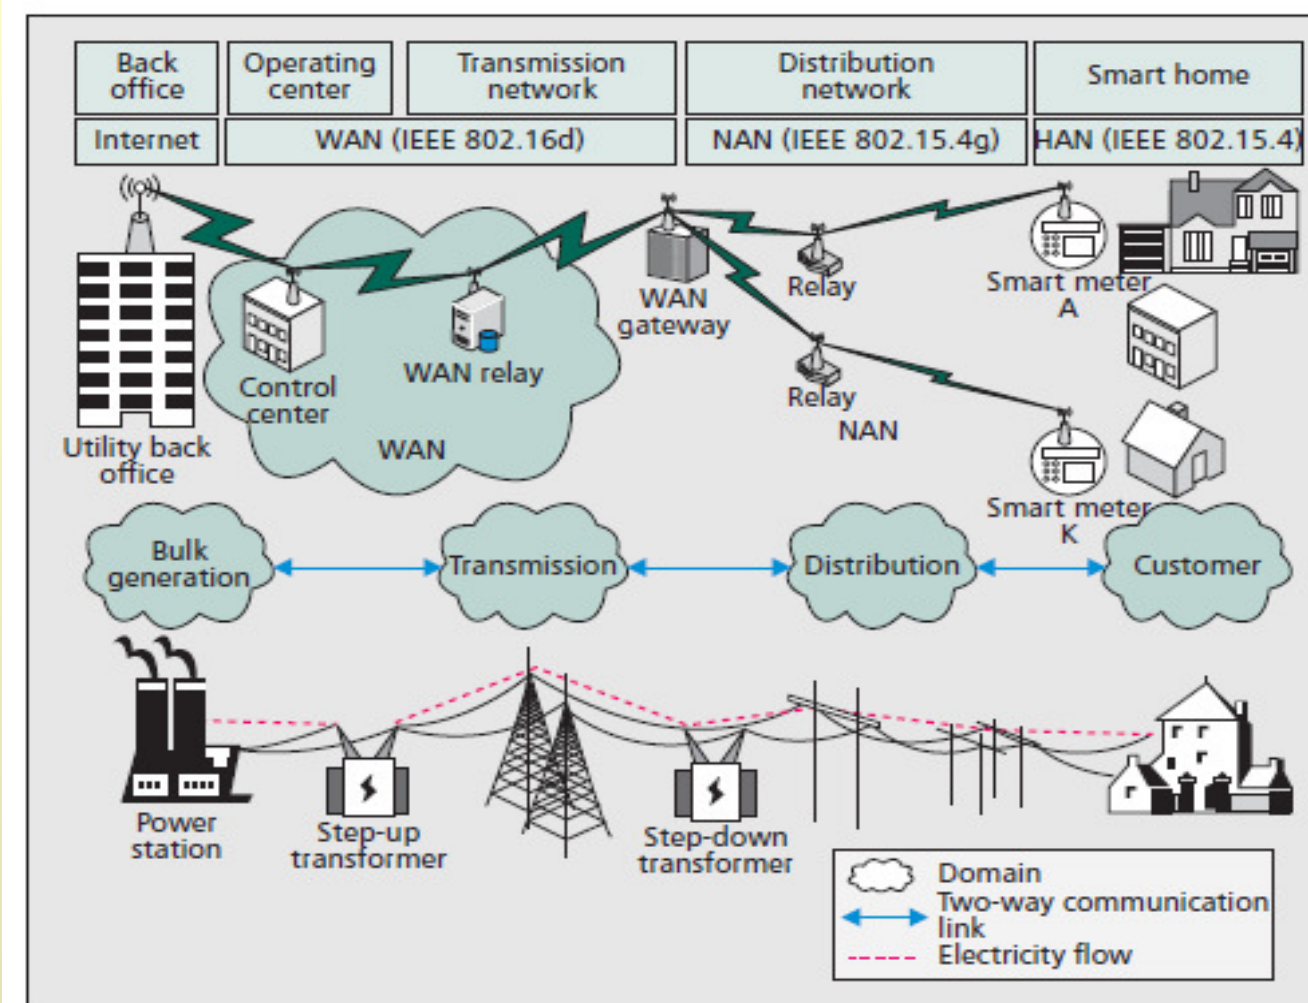 Back
office
Operating
center
Transmission
network
Distribution
network
Smart home
Internet
WAN (IEEE 802.16d)
NAN (IEEE 802.15.4g)
HAN (IEEE 802.15.4)
Utility back
office
Control
center
WAN relay
WAN
WAN
gateway
Relay
Relay
NAN
Smart meter
A
Smart meter
K
Bulk
generation
Transmission
Distribution
Customer
Power
station
Step-up
transformer
Step-down
transformer
Domain
Two-way communication
link
Electricity flow